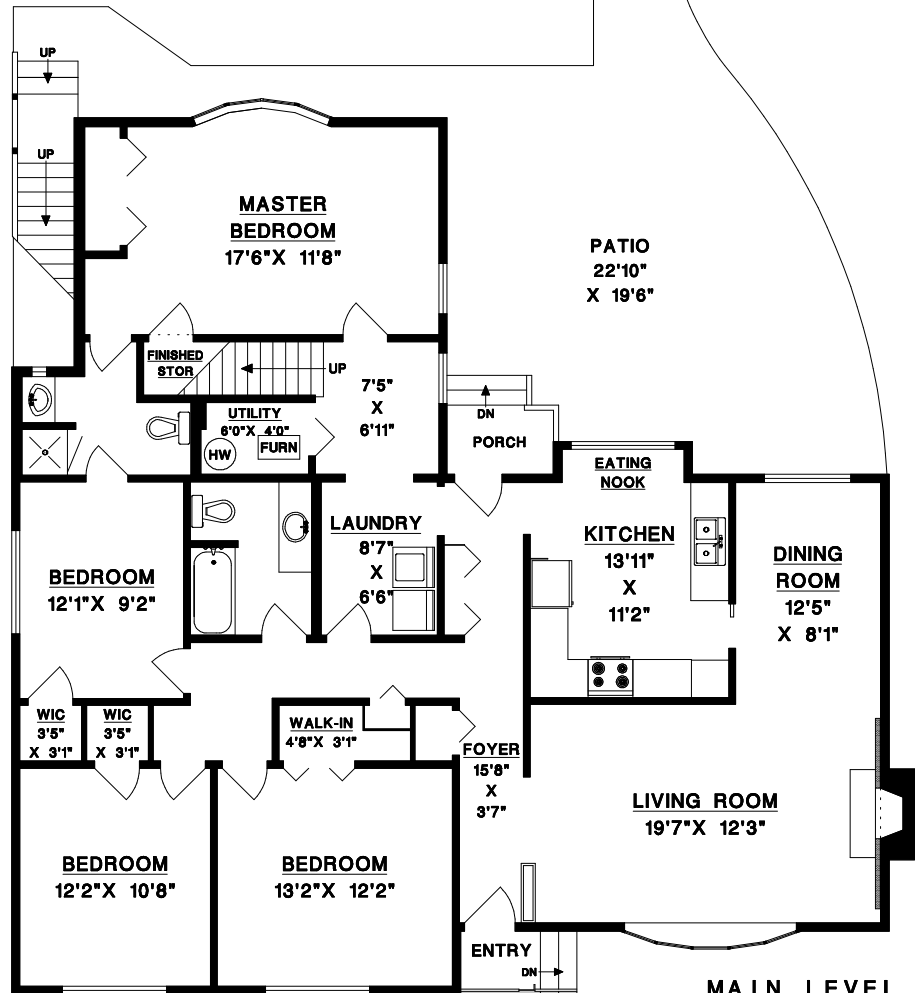 UP
UP
MASTER
BEDROOM
17'6"X 11'8"
PATIO
22'10"
X 19'6"
FINISHED
STOR
UP
7'5"
X
6'11"
UTILITY
6'0"X 4'0"
HW
FURN
DN
PORCH
EATING
NOOK
LAUNDRY
8'7"
X
6'6"
KITCHEN
13'11"
X
11'2"
DINING
ROOM
12'5"
X 8'1"
BEDROOM
12'1"X 9'2"
WIC
3'5"
X 3'1"
WIC
3'5"
X 3'1"
WALK-IN
4'8"X 3'1"
FOYER
15'8"
X
3'7"
LIVING ROOM
19'7"X 12'3"
BEDROOM
12'2"X 10'8"
BEDROOM
13'2"X 12'2"
ENTRY
DN
MAIN LEVEL